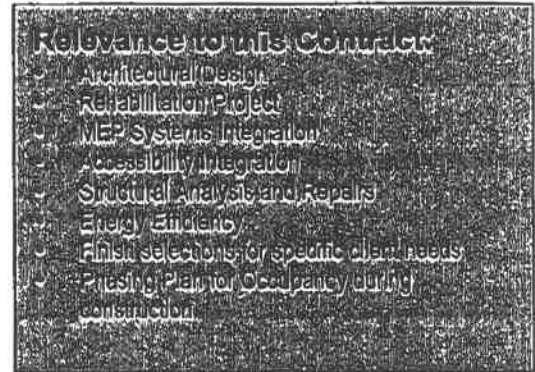 Relevance to this Contract:
Architectural Design
Rehabilitation Project
MEP Systems Integration
Accessibility Integration
Structural Analysis and Repairs
Energy Efficiency
Finish selections for specific client needs
Phasing Plan for Occupancy during
construction